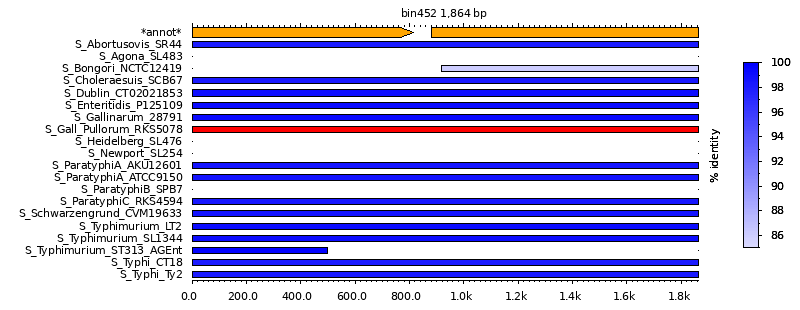 bin452 1,864 bp
*annot*
S_Abortusovis_SR44
S_Agona_SL483
S_Bongori_NCTC12419
S_Choleraesuis_SCB67
S_Dublin_CT02021853
S_Enteritidis_P125109
S_Gallinarum_28791
S_Gall_Pullorum_RKS5078
S_Heidelberg_SL476
S_Newport_SL254
S_ParatyphiA_AKU12601
S_ParatyphiA_ATCC9150
S_ParatyphiB_SPB7
S_ParatyphiC_RKS4594
S_Schwarzengrund_CVM19633
S_Typhimurium_LT2
S_Typhimurium_SL1344
S_Typhimurium_ST313_AGEnt
S_Typhi_CT18
S_Typhi_Ty2
0.0 200.0 400.0 600.0 800.0 1.0k 1.2k 1.4k 1.6k 1.8k
% identity
100
98
96
94
92
90
88
86